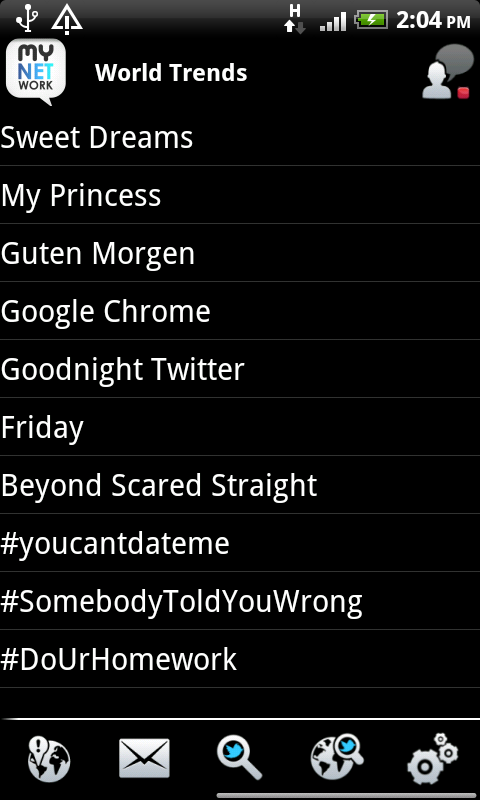 H
2:04 PM
MY
NET
WORK
World Trends
Sweet Dreams
My Princess
Guten Morgen
Google Chrome
Goodnight Twitter
Friday
Beyond Scared Straight
#youcantdateme
#SomebodyToldYouWrong
#DoUrHomework